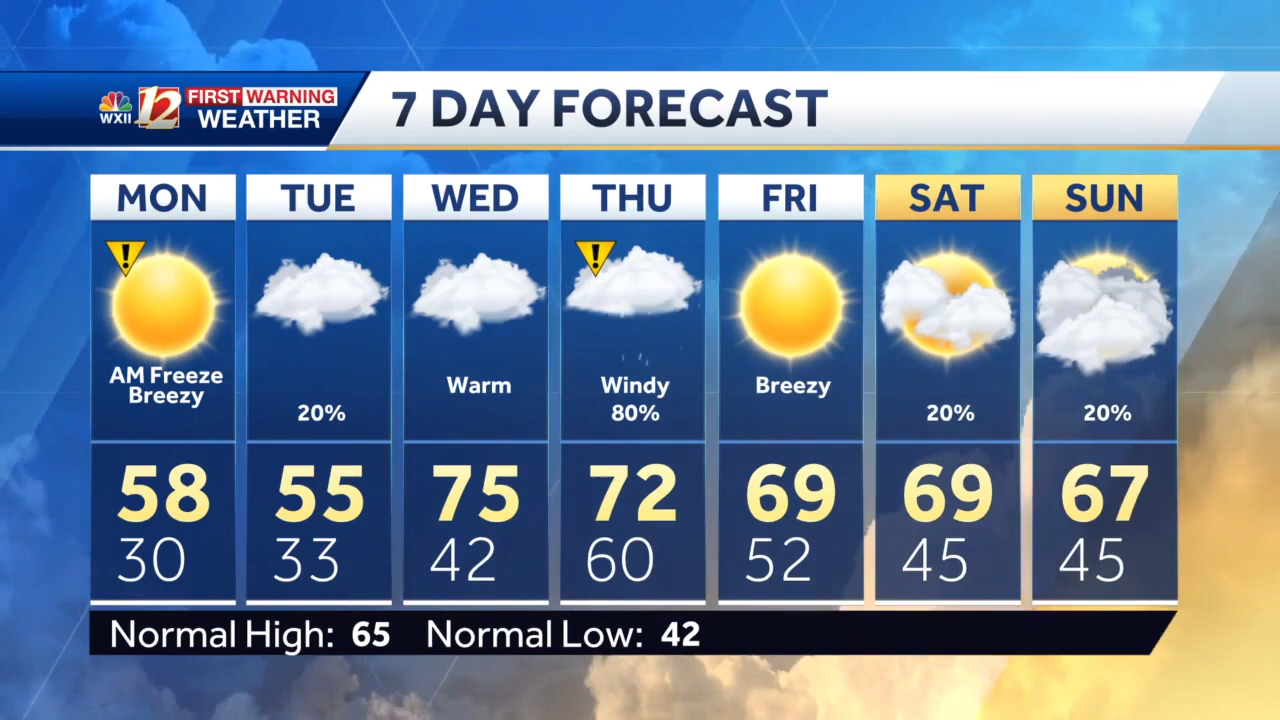 WXII 12 FIRST WARNING
WEATHER
7 DAY FORECAST
MON TUE WED THU FRI SAT SUN
! !
AM Freeze
Breezy
Warm Windy Breezy
20% 80% 20% 20%
58 55 75 72 69 69 67
30 33 42 60 52 45 45
Normal High: 65 Normal Low: 42